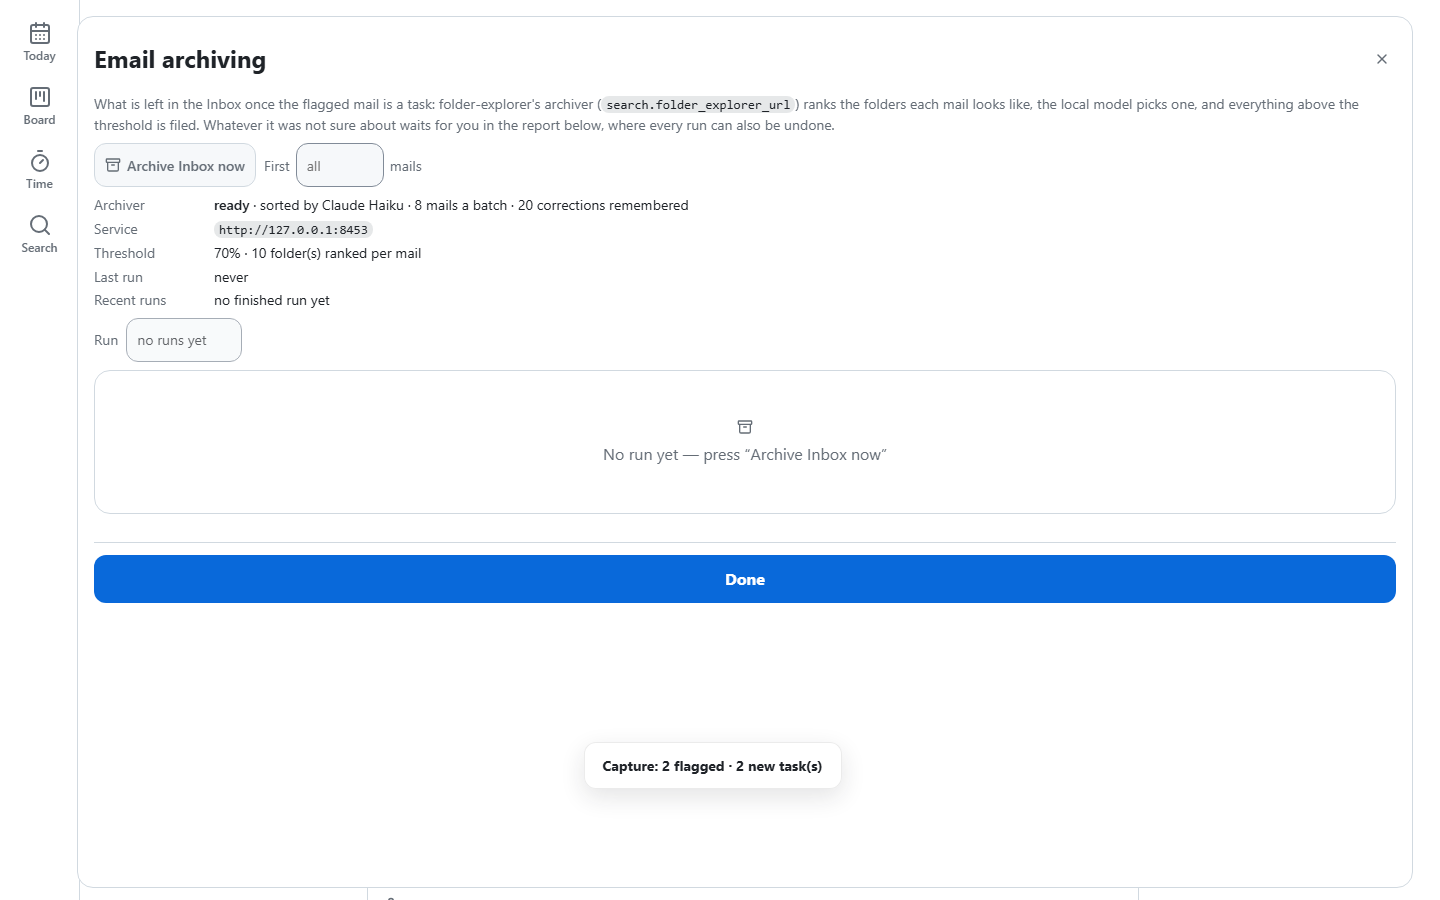 Today
Board
Time
Search
Email archiving
What is left in the Inbox once the flagged mail is a task: folder-explorer's archiver (search.folder_explorer_url) ranks the folders each mail looks like, the local model picks one, and everything above the
threshold is filed. Whatever it was not sure about waits for you in the report below, where every run can also be undone.
Archive Inbox now First all mails
Archiver ready · sorted by Claude Haiku · 8 mails a batch · 20 corrections remembered
Service http://127.0.0.1:8453
Threshold 70% · 10 folder(s) ranked per mail
Last run never
Recent runs no finished run yet
Run no runs yet
No run yet — press “Archive Inbox now”
Done
Capture: 2 flagged · 2 new task(s)